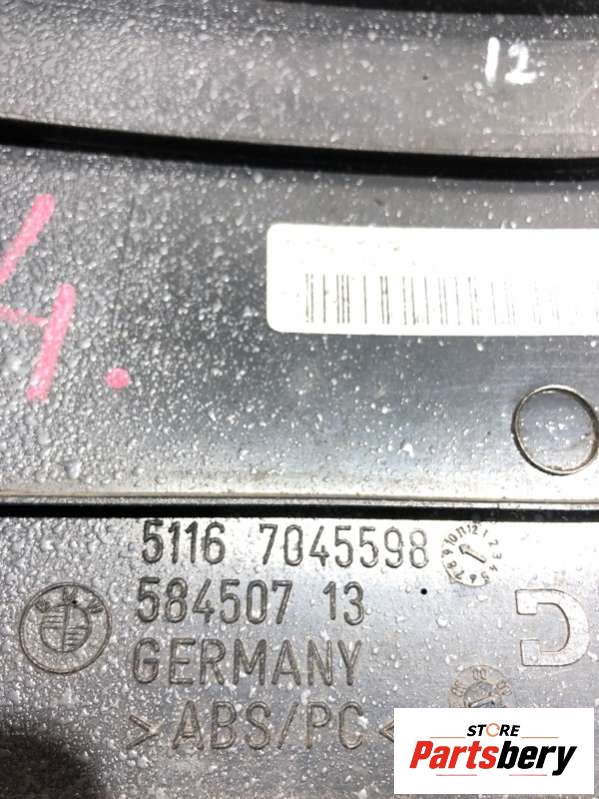 12
4.
5116 7045598
584507 13
GERMANY
>ABS/PC<
STORE
Partsbery